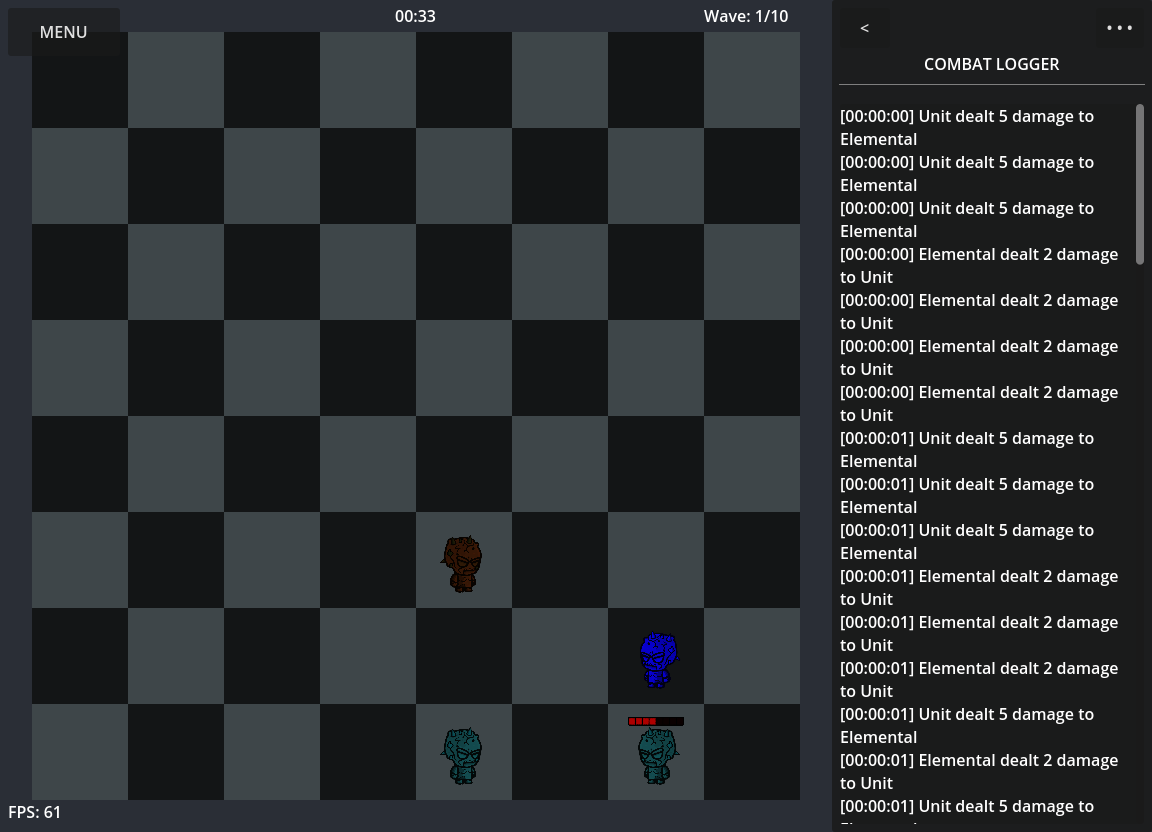 MENU
00:33
Wave: 1/10
<
...
COMBAT LOGGER
[00:00:00] Unit dealt 5 damage to
Elemental
[00:00:00] Unit dealt 5 damage to
Elemental
[00:00:00] Unit dealt 5 damage to
Elemental
[00:00:00] Elemental dealt 2 damage
to Unit
[00:00:00] Elemental dealt 2 damage
to Unit
[00:00:00] Elemental dealt 2 damage
to Unit
[00:00:00] Elemental dealt 2 damage
to Unit
[00:00:01] Unit dealt 5 damage to
Elemental
[00:00:01] Unit dealt 5 damage to
Elemental
[00:00:01] Unit dealt 5 damage to
Elemental
[00:00:01] Elemental dealt 2 damage
to Unit
[00:00:01] Elemental dealt 2 damage
to Unit
[00:00:01] Elemental dealt 2 damage
to Unit
[00:00:01] Unit dealt 5 damage to
Elemental
[00:00:01] Elemental dealt 2 damage
to Unit
[00:00:01] Unit dealt 5 damage to
FPS: 61